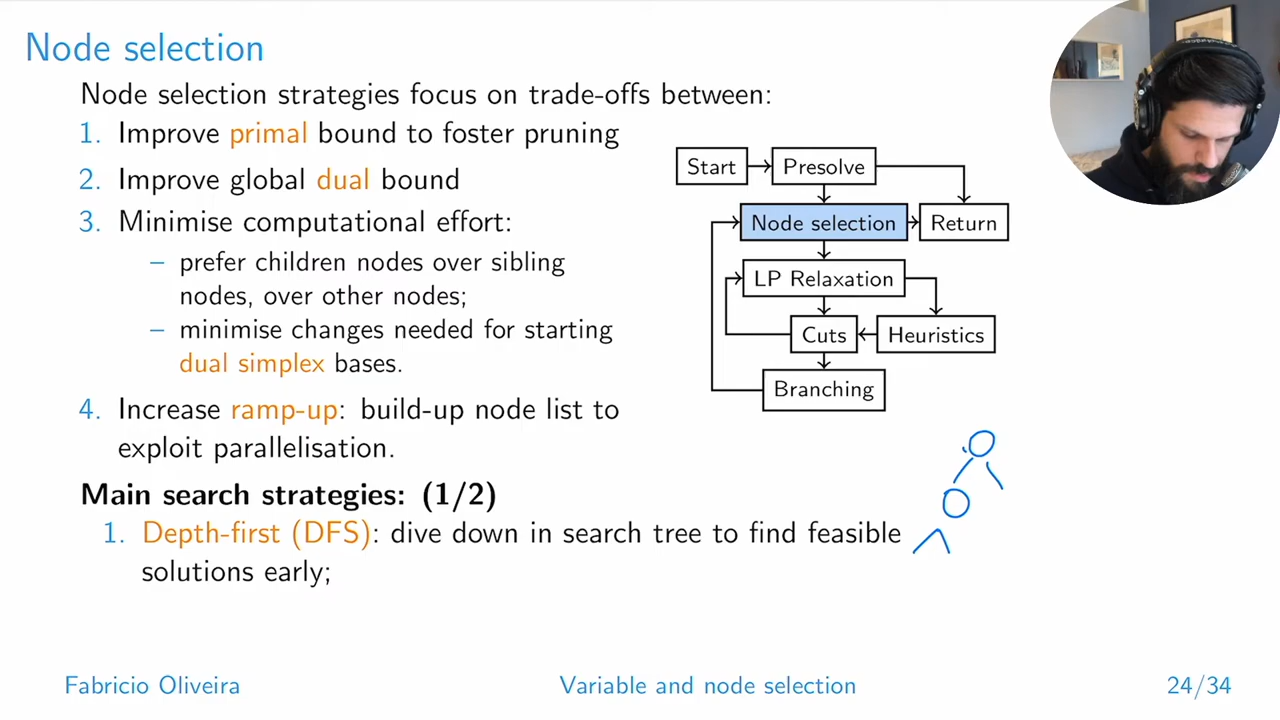 Node selection
Node selection strategies focus on trade-offs between:
1. Improve primal bound to foster pruning
2. Improve global dual bound
3. Minimise computational effort:
– prefer children nodes over sibling
nodes, over other nodes;
– minimise changes needed for starting
dual simplex bases.
4. Increase ramp-up: build-up node list to
exploit parallelisation.
Start
Presolve
Node selection
Return
LP Relaxation
Cuts
Heuristics
Branching
Main search strategies: (1/2)
1. Depth-first (DFS): dive down in search tree to find feasible
solutions early;
Fabricio Oliveira
Variable and node selection
24/34